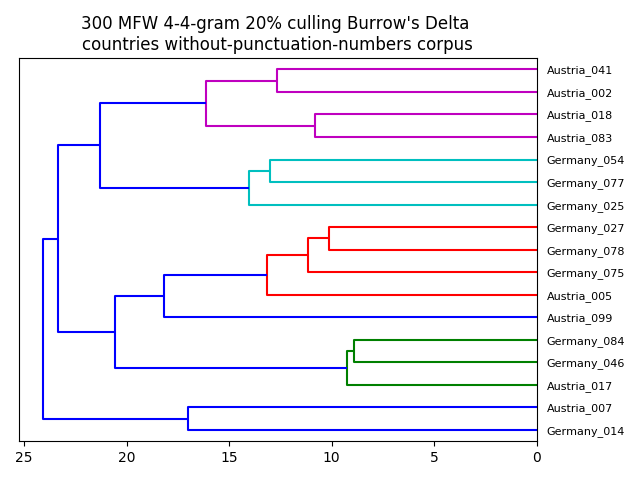 300 MFW 4-4-gram 20% culling Burrow's Delta
countries without-punctuation-numbers corpus
Austria_041
Austria_002
Austria_018
Austria_083
Germany_054
Germany_077
Germany_025
Germany_027
Germany_078
Germany_075
Austria_005
Austria_099
Germany_084
Germany_046
Austria_017
Austria_007
Germany_014
25 20 15 10 5 0